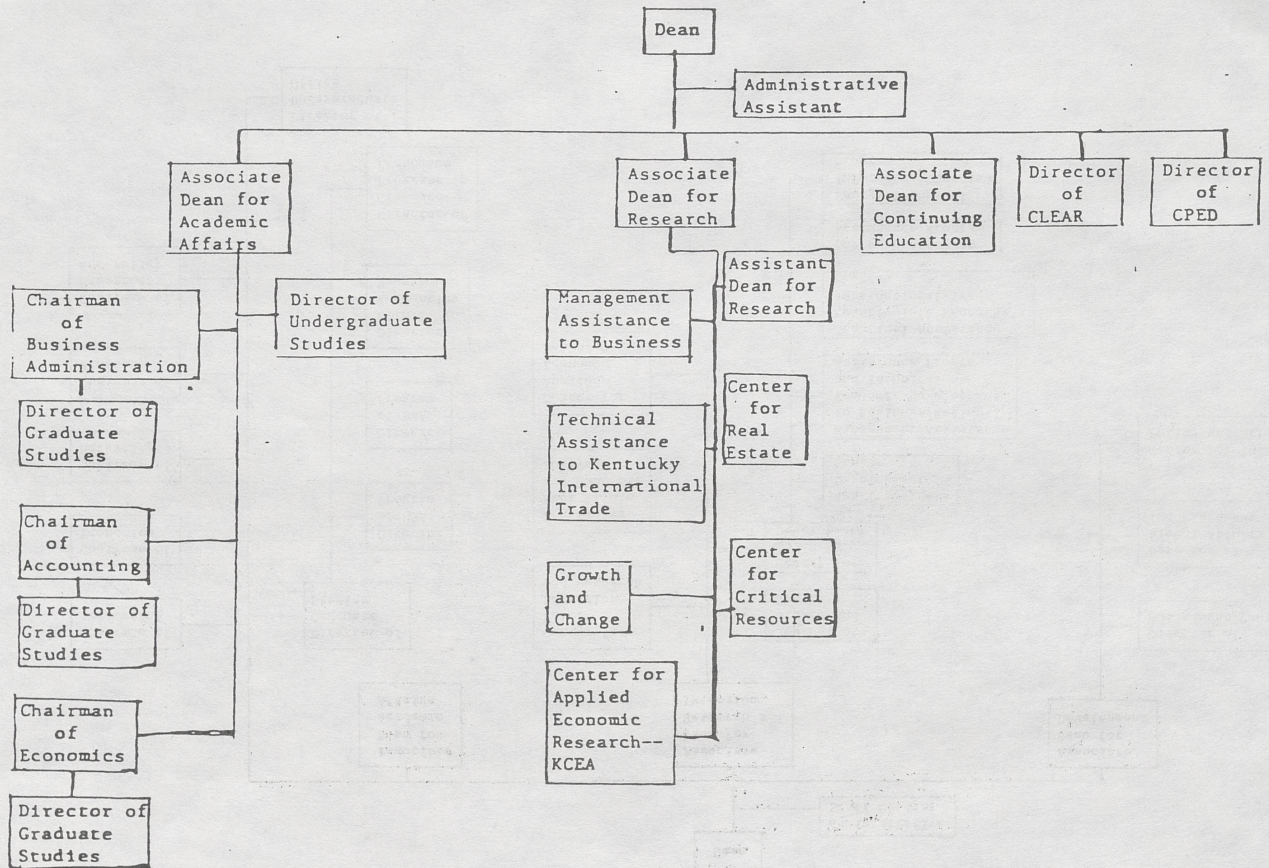 Dean
Administrative
Assistant
Associate
Dean for
Academic
Affairs
Associate
Dean for
Research
Associate
Dean for
Continuing
Education
Director
of
CLEAR
Director
of
CPED
Chairman
of
Business
Administration
Director of
Undergraduate
Studies
Director of
Graduate
Studies
Chairman
of
Accounting
Director of
Graduate
Studies
Chairman
of
Economics
Director of
Graduate
Studies
Assistant
Dean for
Research
Management
Assistance
to Business
Center
for
Real
Estate
Technical
Assistance
to Kentucky
International
Trade
Center
for
Critical
Resources
Growth
and
Change
Center for
Applied
Economic
Research--
KCEA